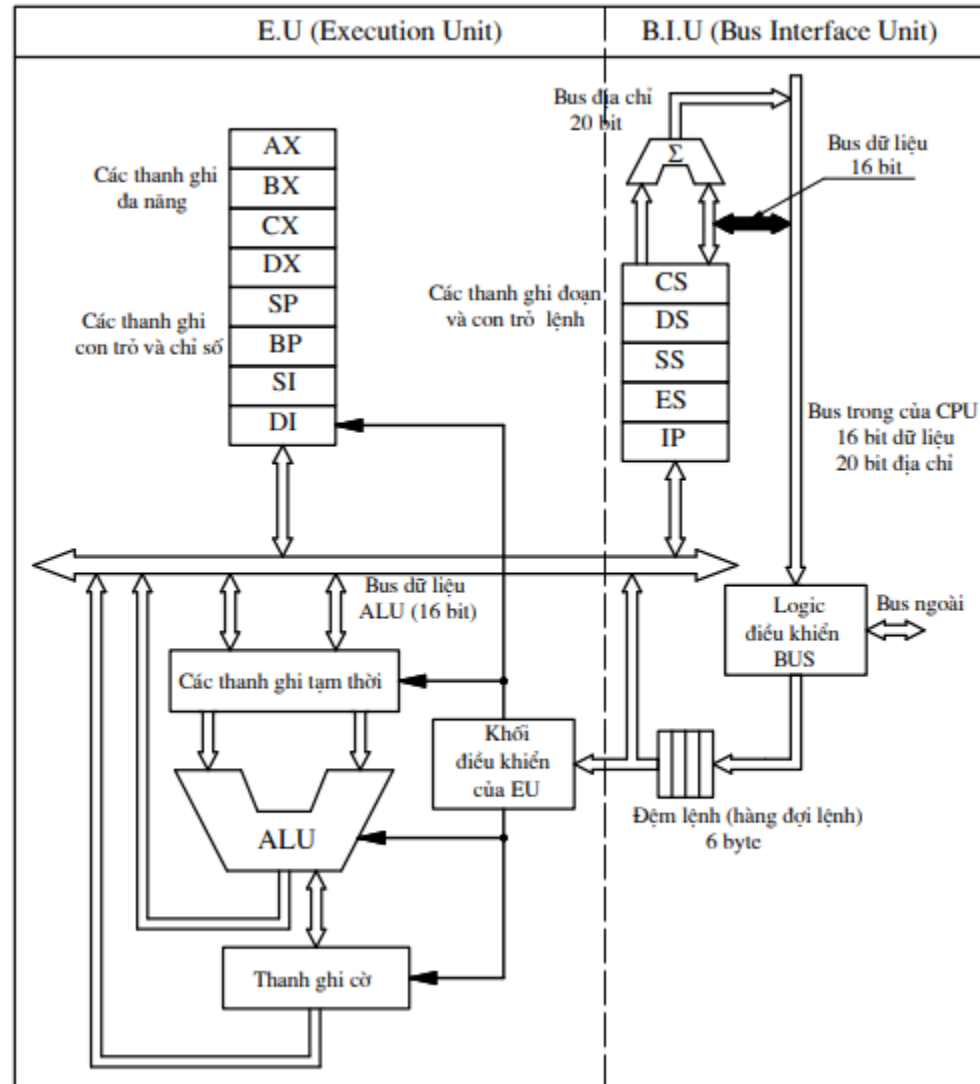 E.U (Execution Unit)
B.I.U (Bus Interface Unit)
Bus địa chỉ
20 bit
Σ
Bus dữ liệu
16 bit
Các thanh ghi
đa năng
AX
BX
CX
DX
SP
BP
SI
DI
Các thanh ghi
con trỏ và chỉ số
Các thanh ghi đoạn
và con trỏ lệnh
CS
DS
SS
ES
IP
Bus trong của CPU
16 bit dữ liệu
20 bit địa chỉ
Bus dữ liệu
ALU (16 bit)
Logic
điều khiển
BUS
Bus ngoài
Các thanh ghi tạm thời
Khối
điều khiển
của EU
Đệm lệnh (hàng đợi lệnh)
6 byte
ALU
Thanh ghi cờ